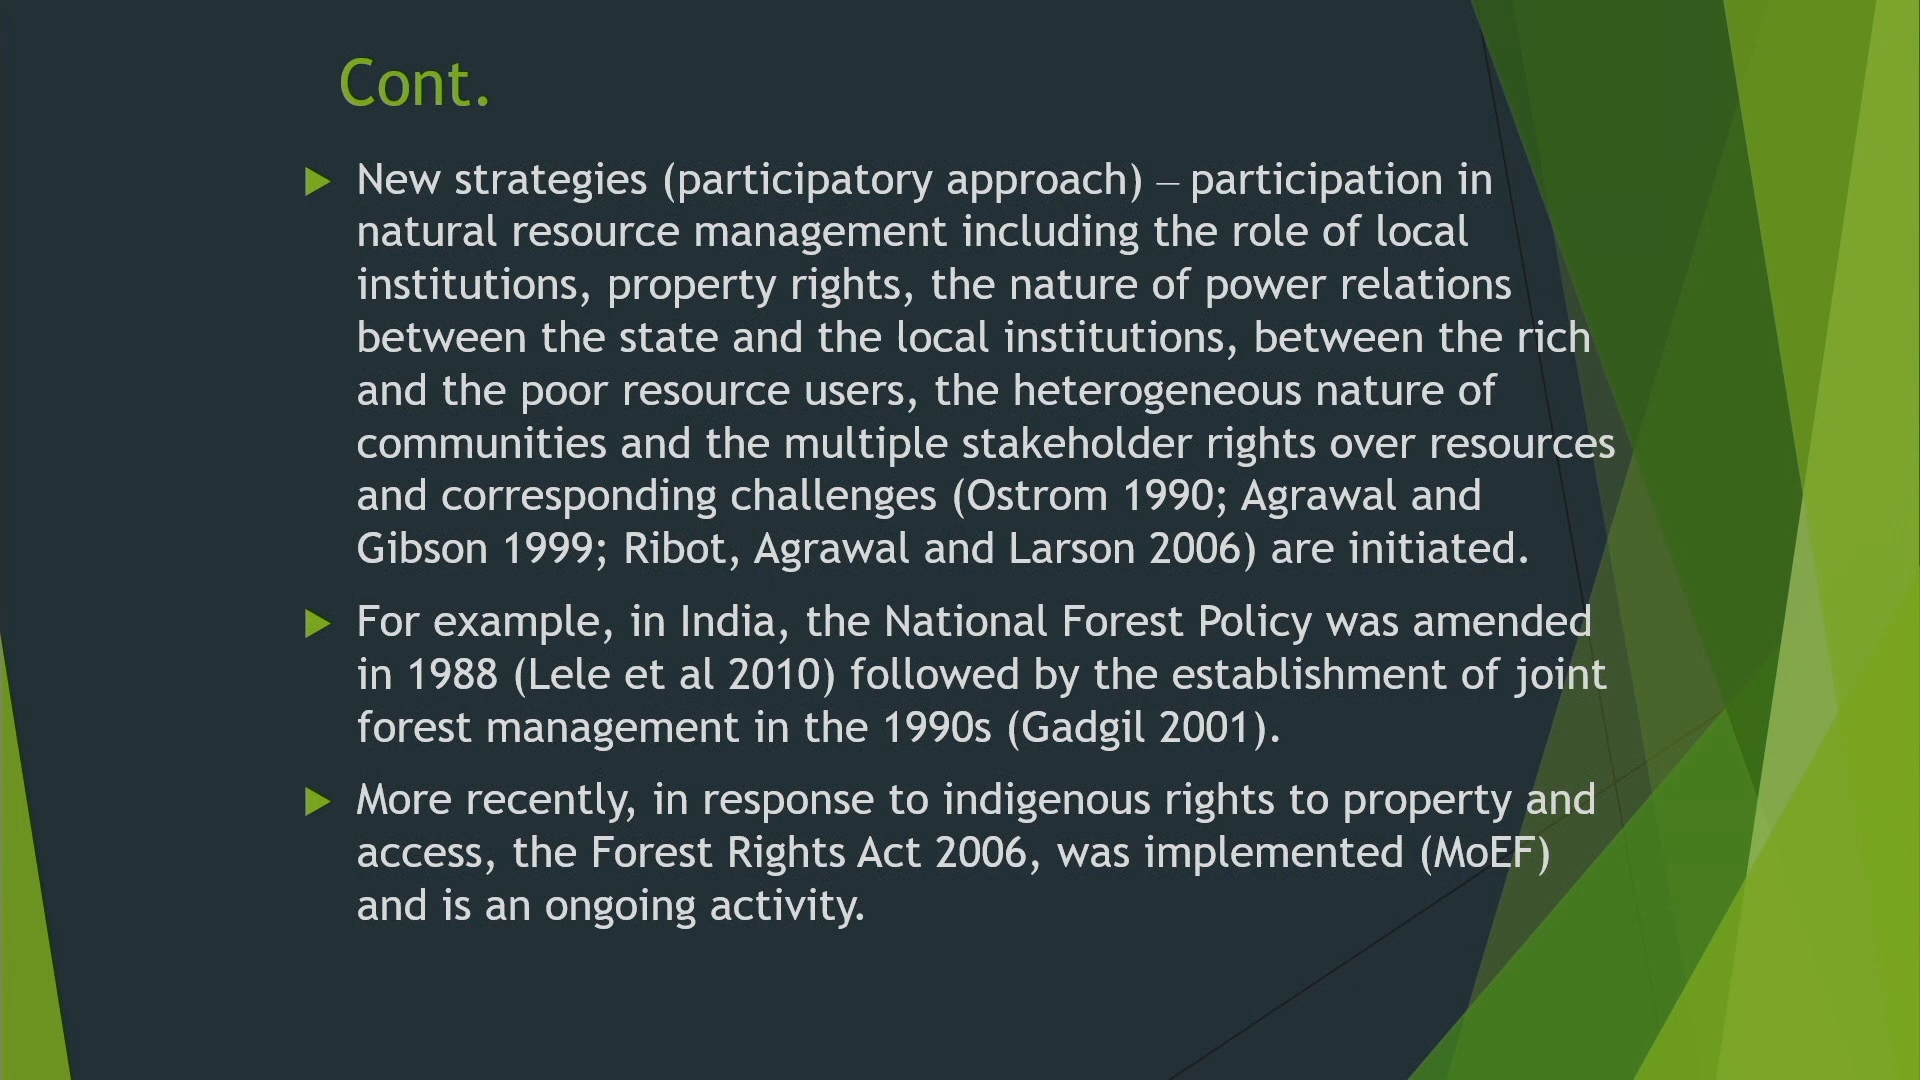 Cont.
New strategies (participatory approach) – participation in
natural resource management including the role of local
institutions, property rights, the nature of power relations
between the state and the local institutions, between the rich
and the poor resource users, the heterogeneous nature of
communities and the multiple stakeholder rights over resources
and corresponding challenges (Ostrom 1990; Agrawal and
Gibson 1999; Ribot, Agrawal and Larson 2006) are initiated.
For example, in India, the National Forest Policy was amended
in 1988 (Lele et al 2010) followed by the establishment of joint
forest management in the 1990s (Gadgil 2001).
More recently, in response to indigenous rights to property and
access, the Forest Rights Act 2006, was implemented (MoEF)
and is an ongoing activity.